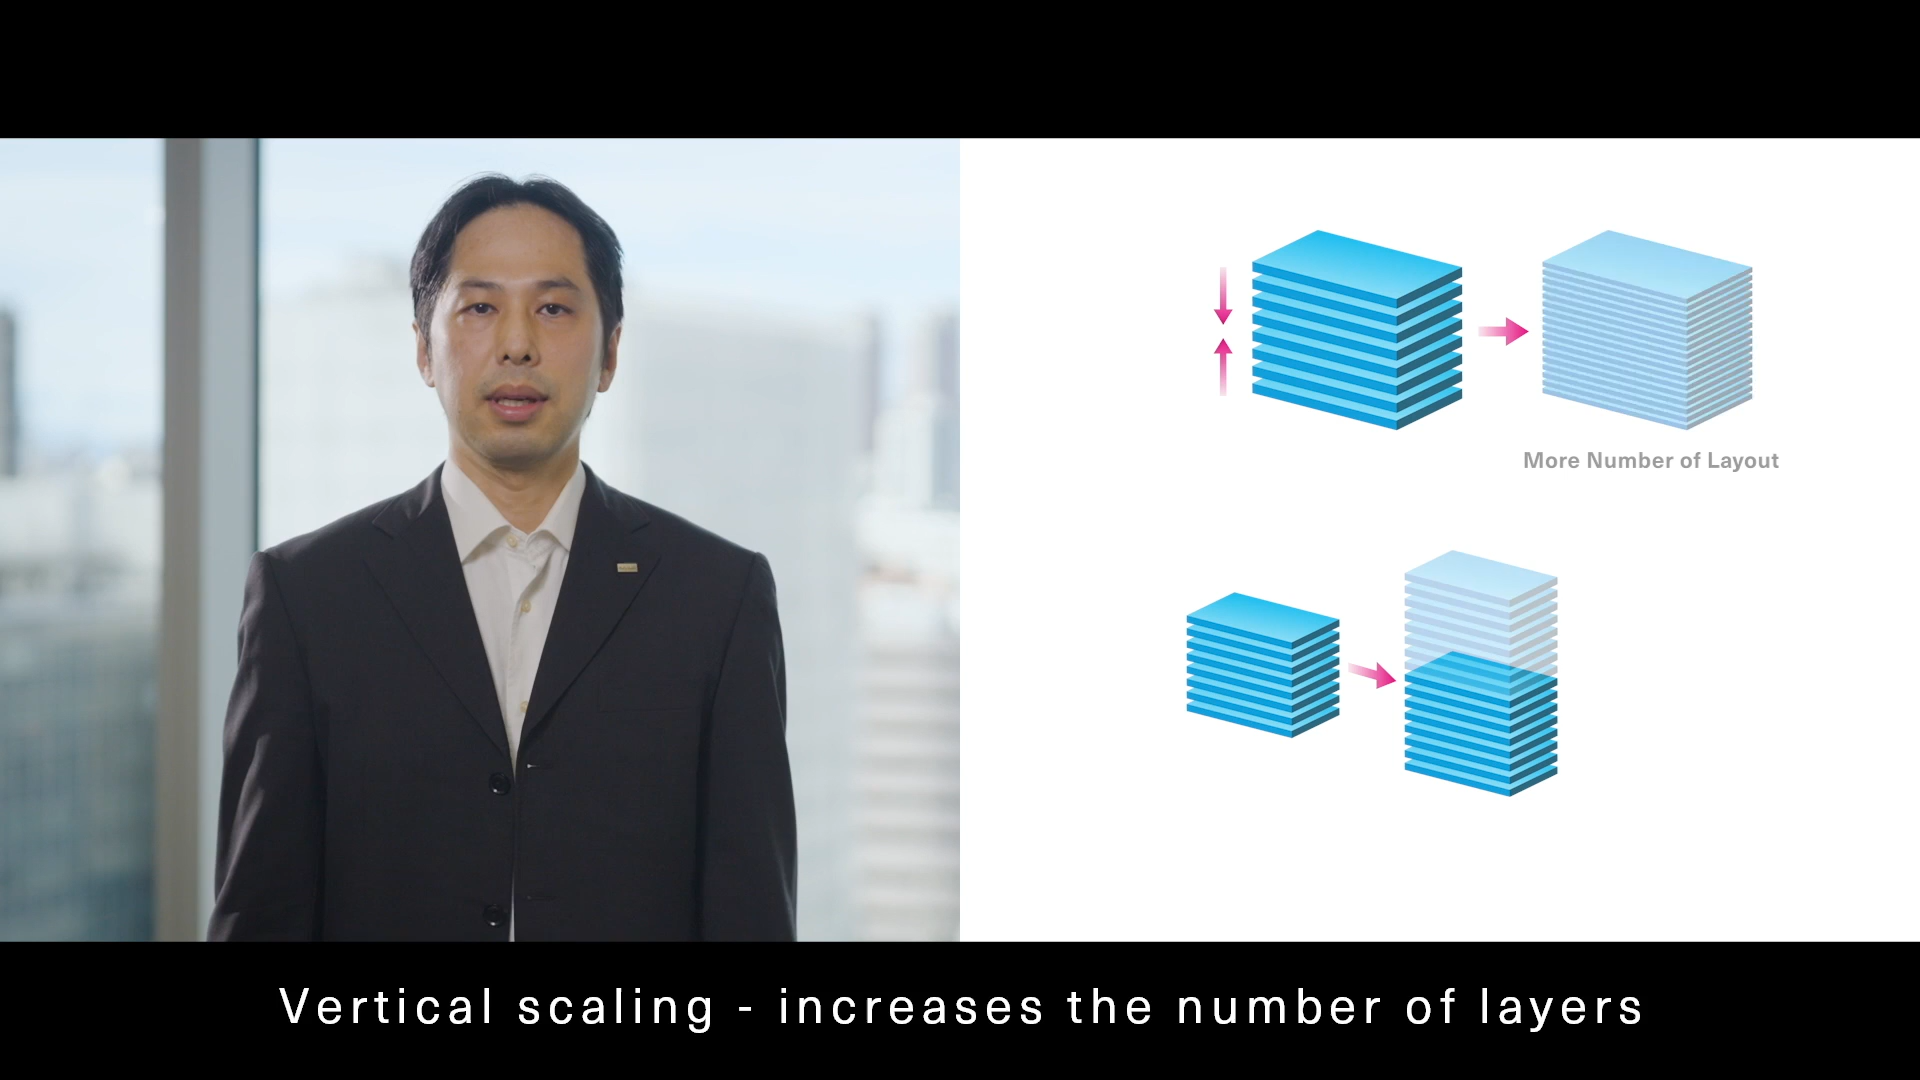 More Number of Layout
Vertical scaling - increases the number of layers